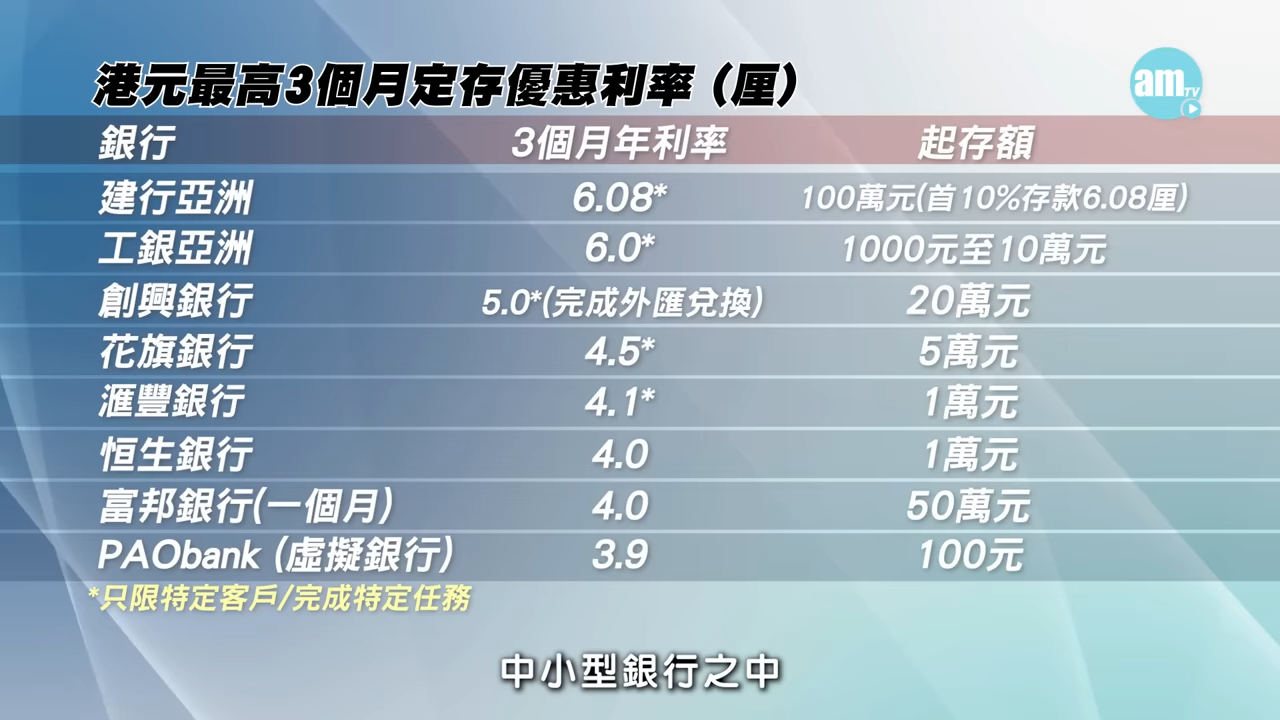 港元最高3個月定存優惠利率（厘）
amTV
銀行 3個月年利率 起存額
建行亞洲 6.08* 100萬元(首10%存款6.08厘)
工銀亞洲 6.0* 1000元至10萬元
創興銀行 5.0*(完成外匯兌換) 20萬元
花旗銀行 4.5* 5萬元
滙豐銀行 4.1* 1萬元
恒生銀行 4.0 1萬元
富邦銀行(一個月) 4.0 50萬元
PAObank (虛擬銀行) 3.9 100元
*只限特定客戶/完成特定任務
中小型銀行之中